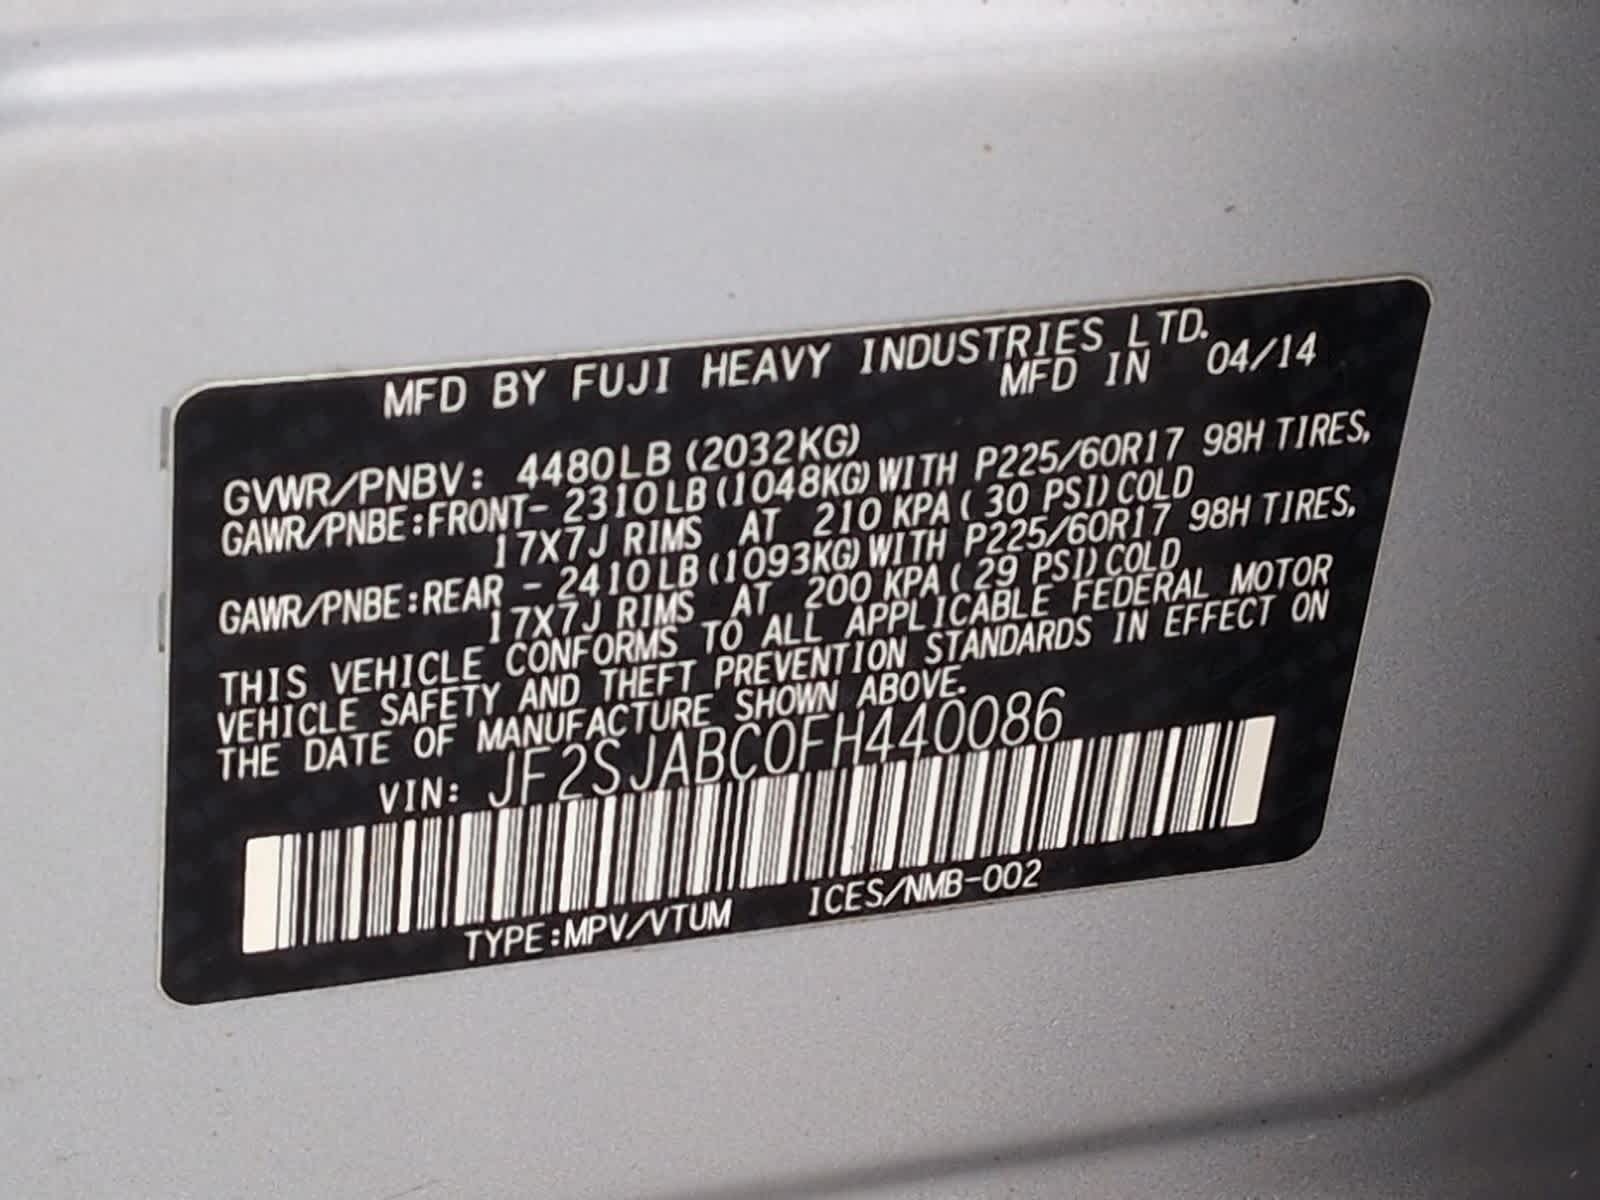 MFD BY FUJI HEAVY INDUSTRIES LTD.
MFD IN 04/14
GVWR/PNBV: 4480LB (2032KG)
GAWR/PNBE:FRONT- 2310LB (1048KG) WITH P225/60R17 98H TIRES,
17X7J RIMS AT 210 KPA ( 30 PSI) COLD
GAWR/PNBE:REAR - 2410LB (1093KG) WITH P225/60R17 98H TIRES,
17X7J RIMS AT 200 KPA ( 29 PSI) COLD
THIS VEHICLE CONFORMS TO ALL APPLICABLE FEDERAL MOTOR
VEHICLE SAFETY AND THEFT PREVENTION STANDARDS IN EFFECT ON
THE DATE OF MANUFACTURE SHOWN ABOVE.
VIN: JF2SJABC0FH440086
TYPE:MPV/VTUM ICES/NMB-002